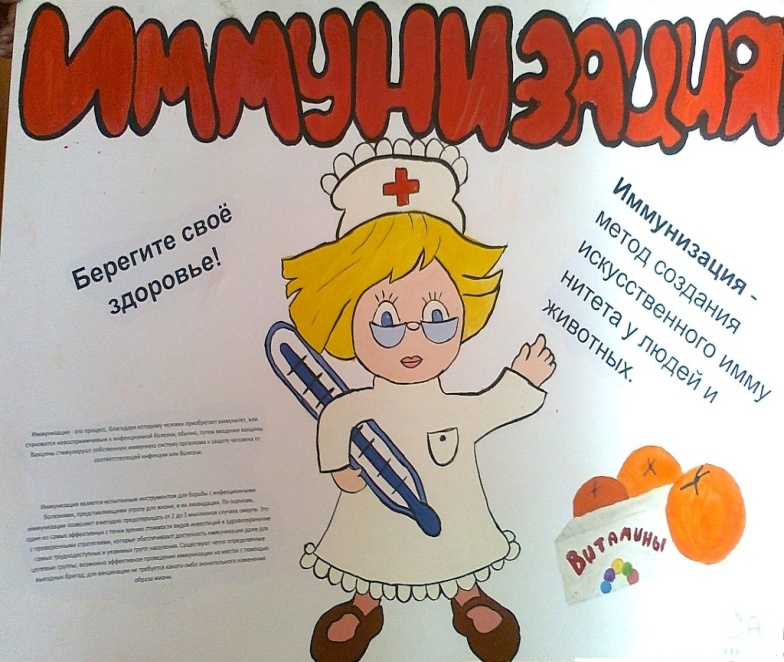 ИММУНИЗАЦИЯ
Берегите своё
здоровье!
Иммунизация -
метод создания
искусственного имму
нитета у людей и
животных.
Иммунизация - это процесс, благодаря которому человек приобретает иммунитет, или
становится невосприимчивым к инфекционной болезни, обычно, путем введения вакцины.
Вакцины стимулируют собственную иммунную систему организма к защите человека от
соответствующей инфекции или болезни.
Иммунизация является испытанным инструментом для борьбы с инфекционными
болезнями, представляющими угрозу для жизни, и их ликвидации. По оценкам,
иммунизация позволяет ежегодно предотвращать от 2 до 3 миллионов случаев смерти. Это
один из самых эффективных с точки зрения стоимости видов инвестиций в здравоохранение
с проверенными стратегиями, которые обеспечивают доступность иммунизации даже для
самых труднодоступных и уязвимых групп населения. Существуют четко определенные
целевые группы; возможно эффективное проведение иммунизации на местах с помощью
выездных бригад; для вакцинации не требуется какого-либо значительного изменения
образа жизни.
Витамины